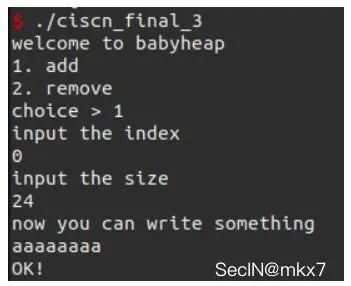 $ ./ciscn_final_3
welcome to babyheap
1. add
2. remove
choice > 1
input the index
0
input the size
24
now you can write something
aaaaaaaa
OK!
SecIN@mkx7